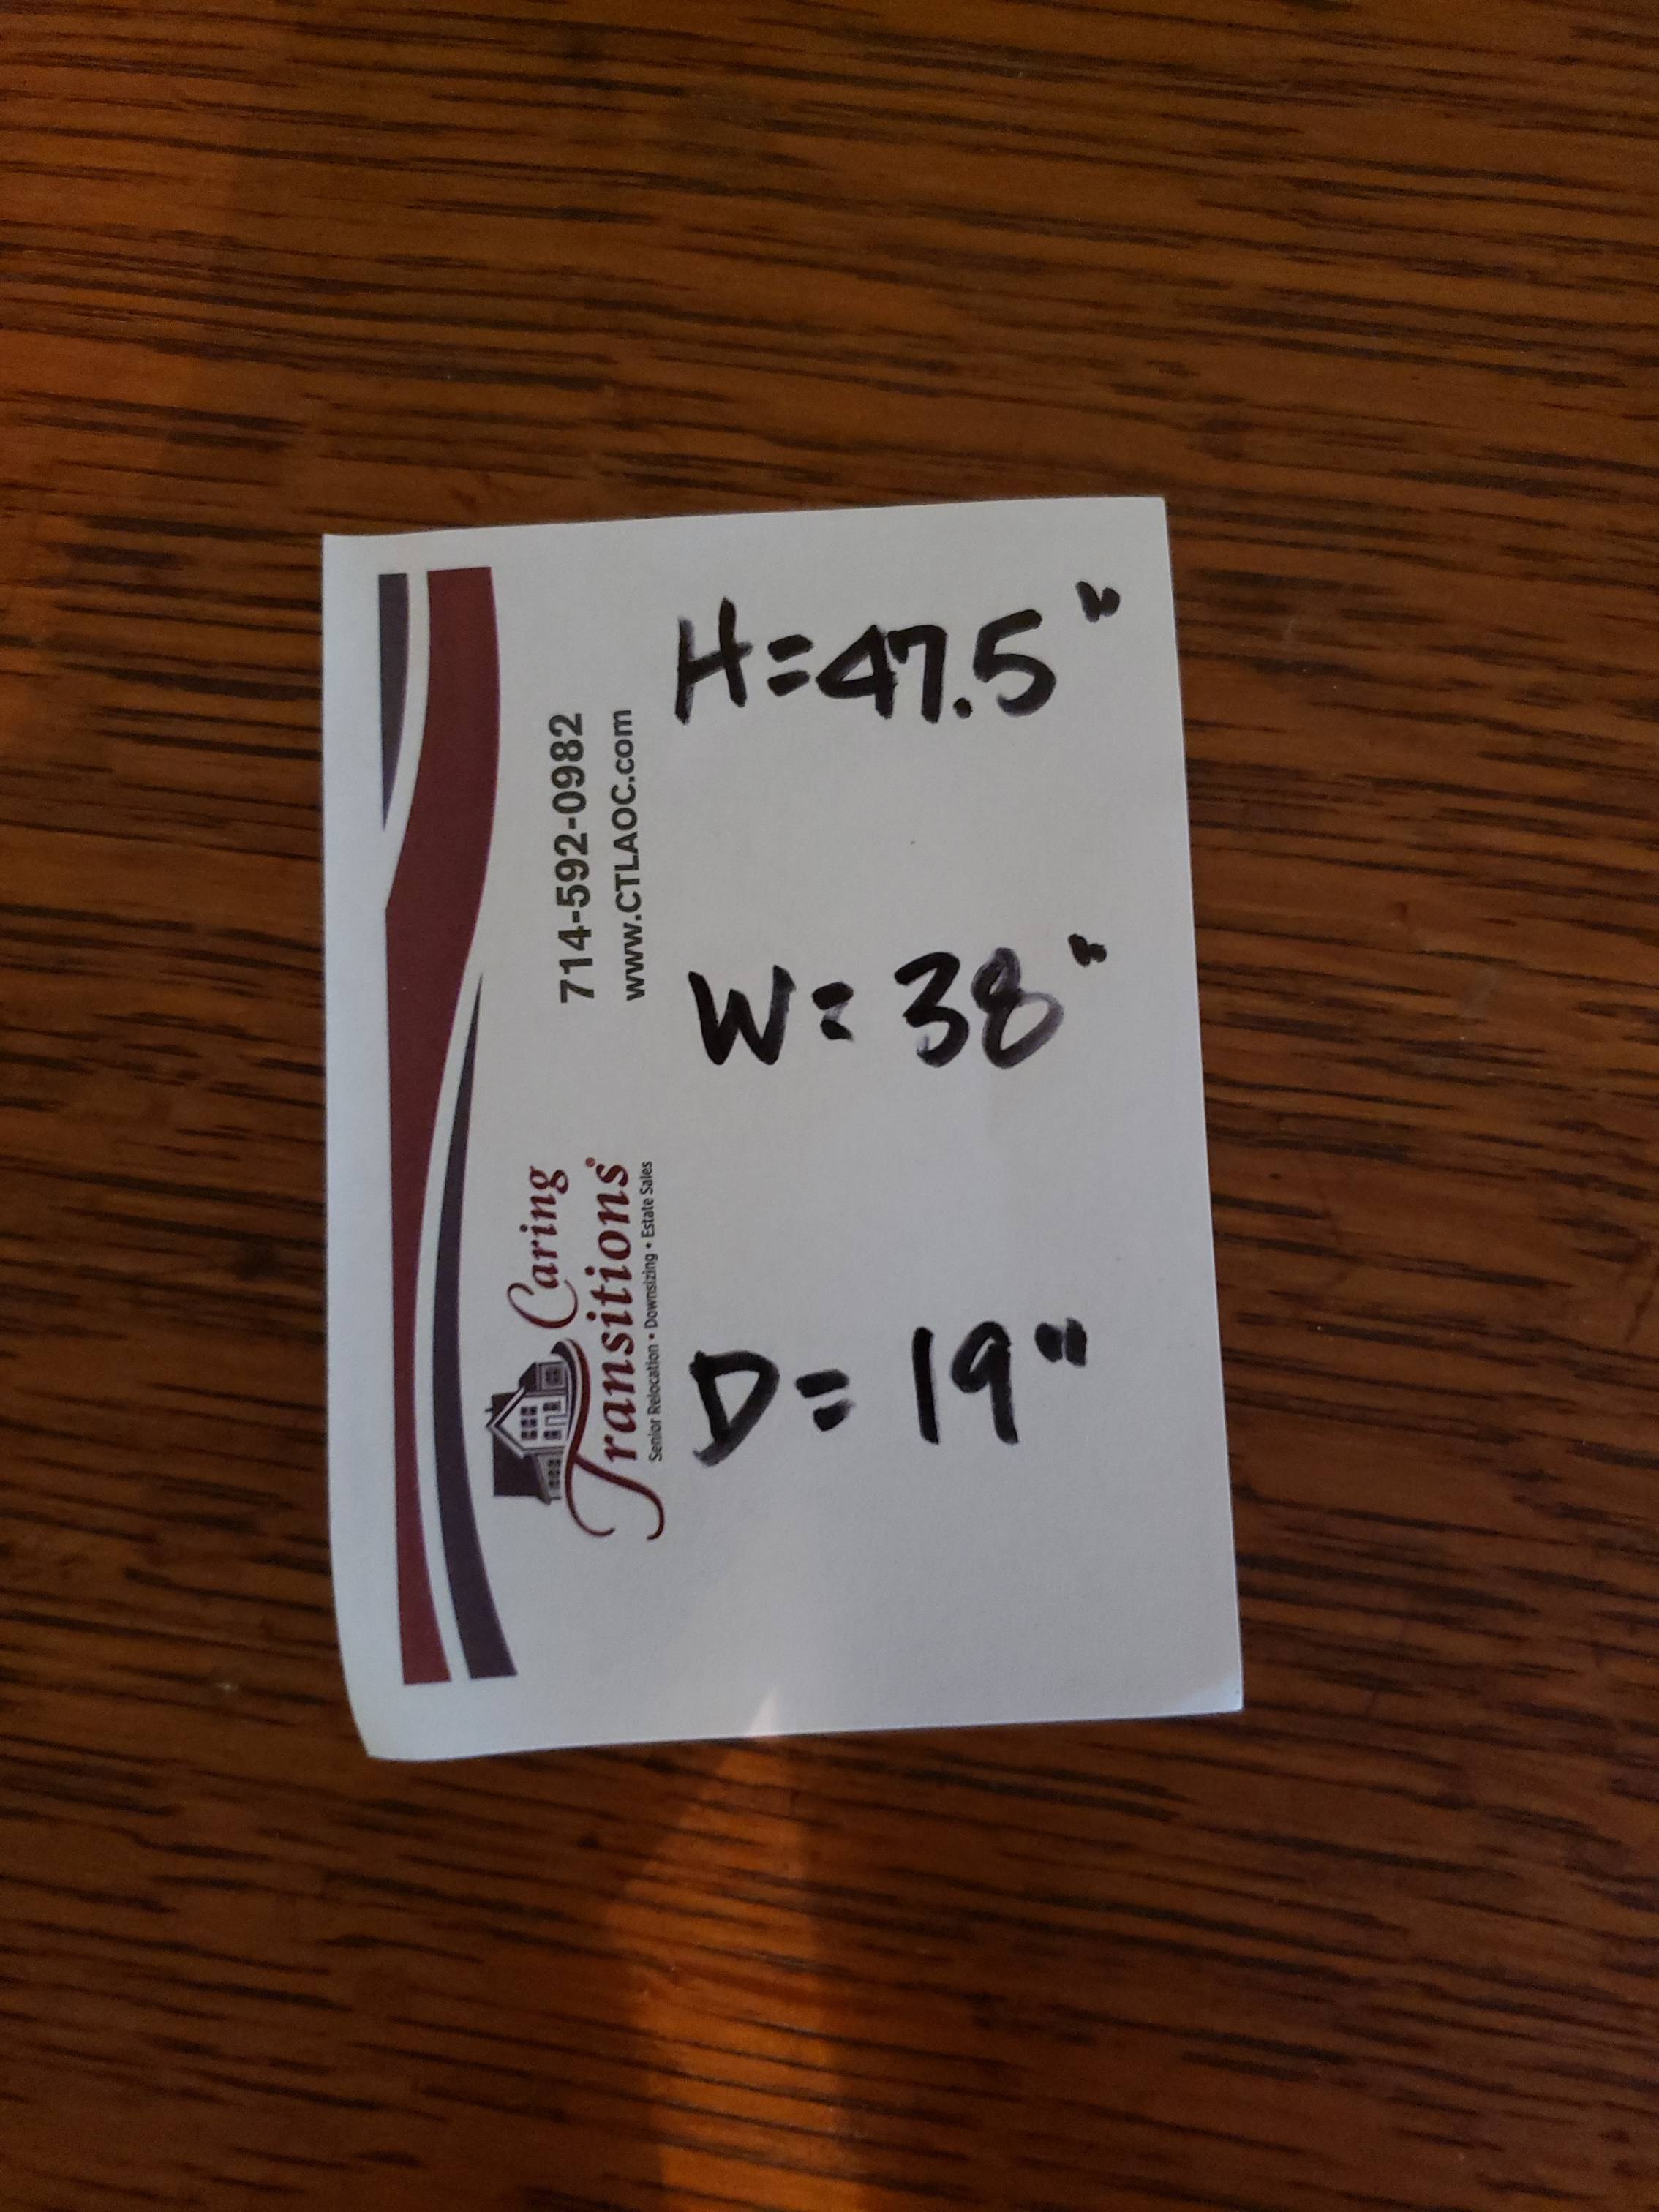 Caring
Transitions®
Senior Relocation • Downsizing • Estate Sales
714-592-0982
www.CTLAOC.com
H=47.5"
W=38"
D=19"